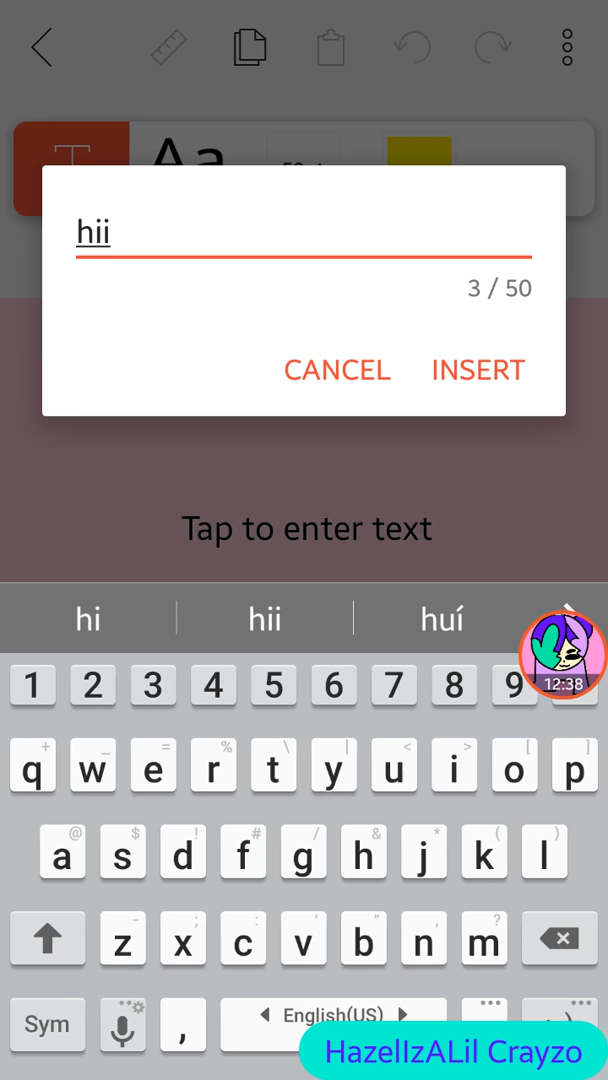 T Aa
hii
3 / 50
CANCEL INSERT
Tap to enter text
hi hii huí
12:38
1 2 3 4 5 6 7 8 9
+ _ = % \ | < > [ ]
q w e r t y u i o p
@ $ ! # / & * ( )
a s d f g h j k l
- ; : ' " , ?
z x c v b n m
Sym , English(US)
HazelIzALil Crayzo